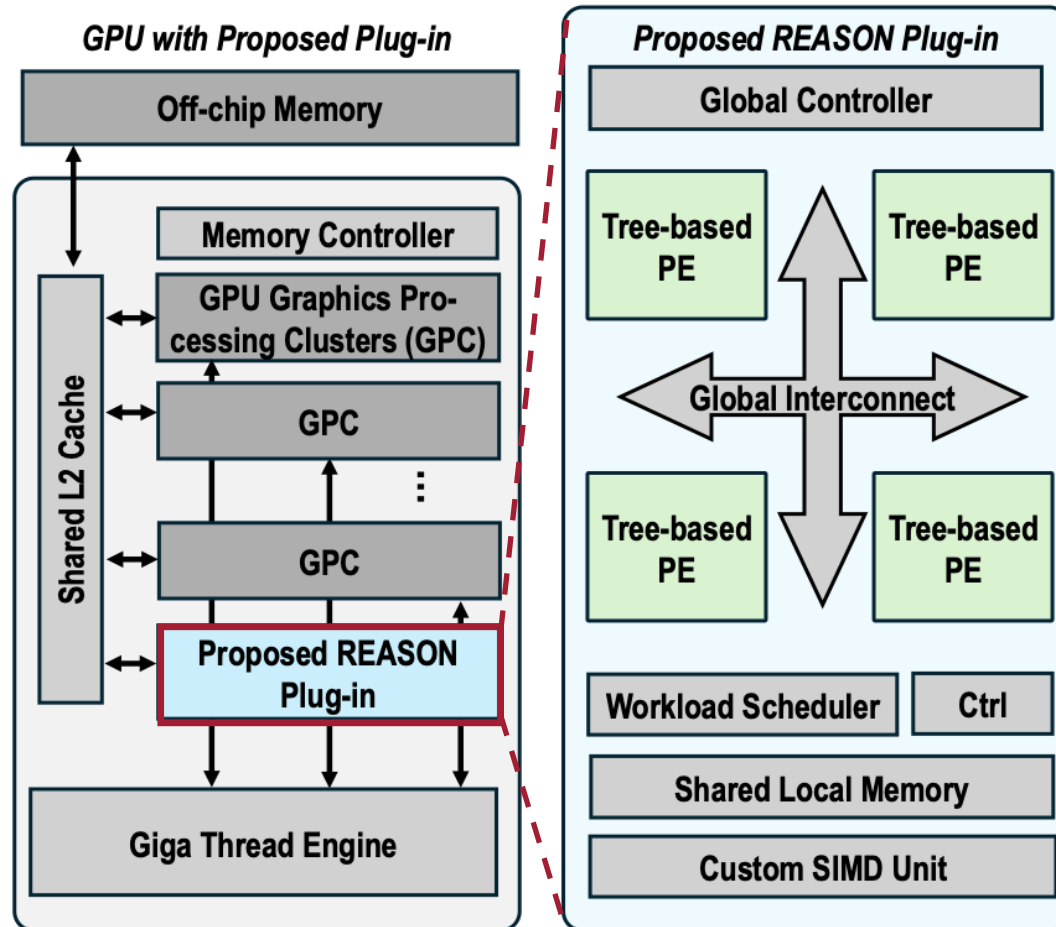 GPU with Proposed Plug-in
Off-chip Memory
Memory Controller
Shared L2 Cache
GPU Graphics Pro-
cessing Clusters (GPC)
GPC
...
GPC
Proposed REASON
Plug-in
Giga Thread Engine
Proposed REASON Plug-in
Global Controller
Tree-based
PE
Tree-based
PE
Global Interconnect
Tree-based
PE
Tree-based
PE
Workload Scheduler
Ctrl
Shared Local Memory
Custom SIMD Unit